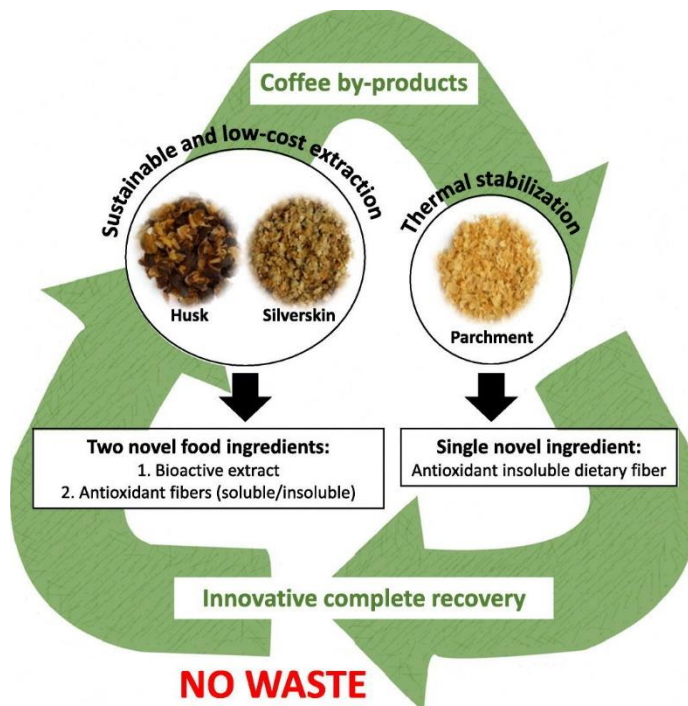 Coffee by-products
Sustainable and low-cost extraction
Thermal stabilization
Husk
Silverskin
Parchment
Two novel food ingredients:
1. Bioactive extract
2. Antioxidant fibers (soluble/insoluble)
Single novel ingredient:
Antioxidant insoluble dietary fiber
Innovative complete recovery
NO WASTE